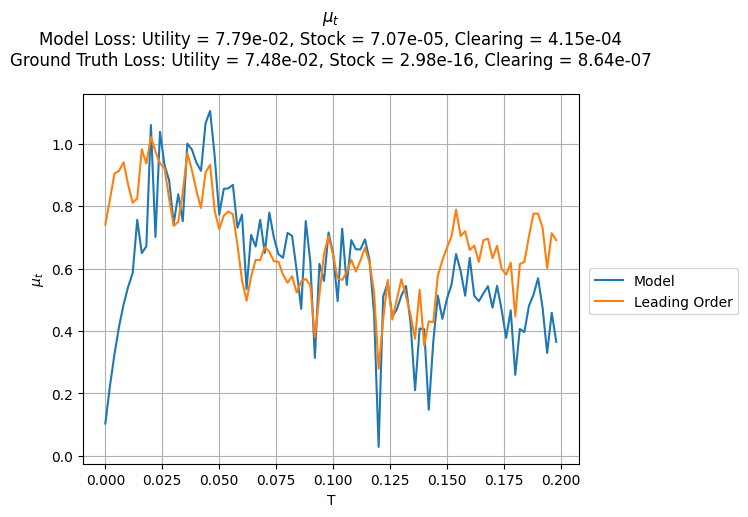 μt
Model Loss: Utility = 7.79e-02, Stock = 7.07e-05, Clearing = 4.15e-04
Ground Truth Loss: Utility = 7.48e-02, Stock = 2.98e-16, Clearing = 8.64e-07
1.0
0.8
0.6
0.4
0.2
0.0
μt
0.000 0.025 0.050 0.075 0.100 0.125 0.150 0.175 0.200
T
Model
Leading Order